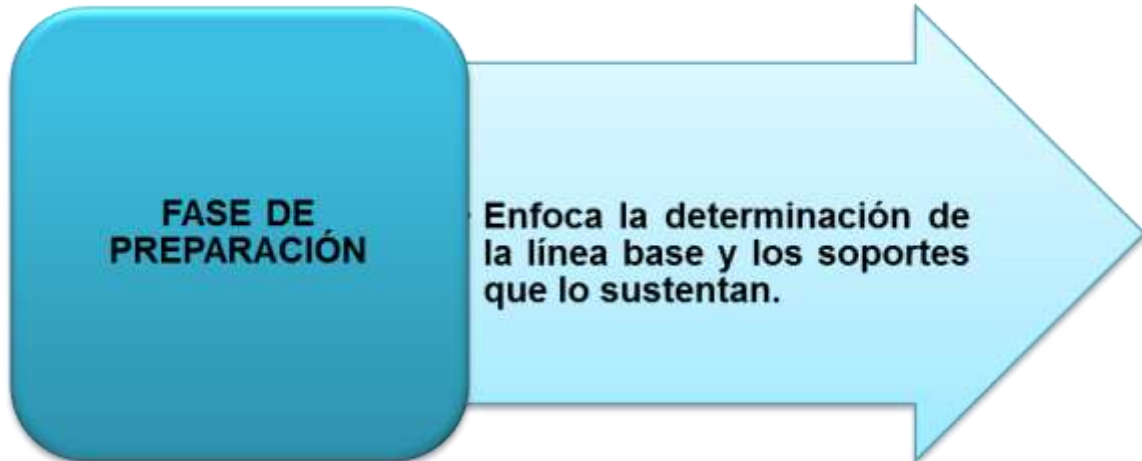 FASE DE
PREPARACIÓN
Enfoca la determinación de
la línea base y los soportes
que lo sustentan.